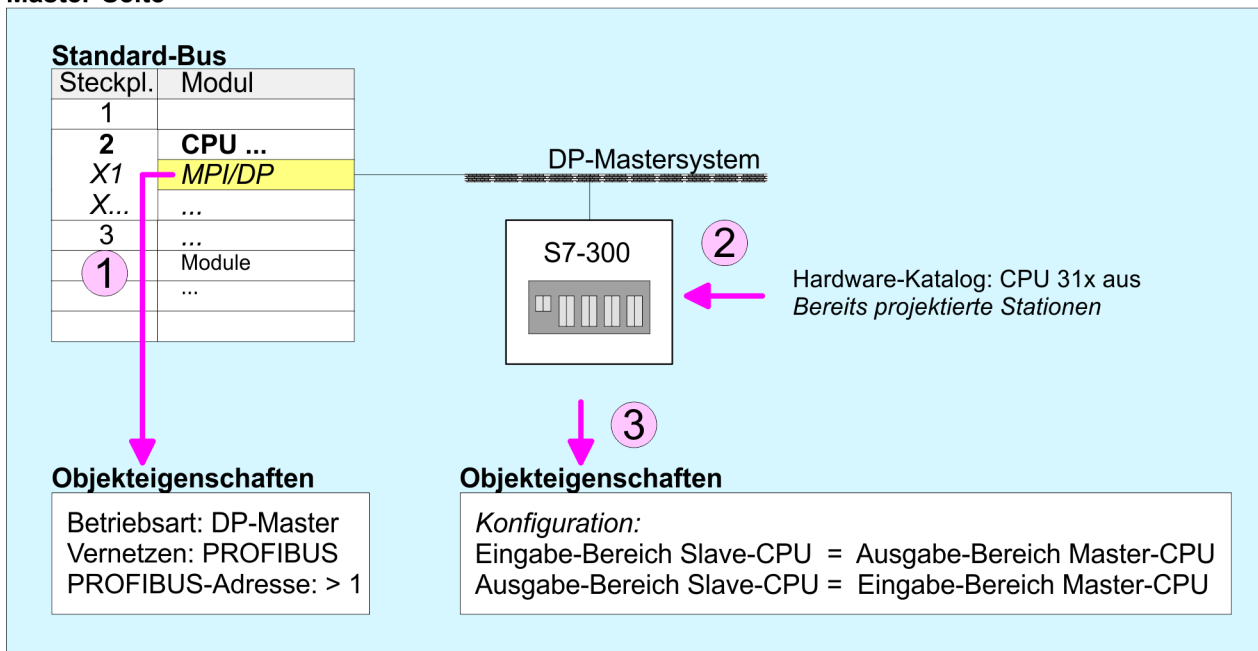 Master-Seite
Standard-Bus
Steckpl. Modul
1
2 CPU ...
X1 MPI/DP
X... ...
3 ...
Module
...
1
DP-Mastersystem
S7-300
2
Hardware-Katalog: CPU 31x aus
Bereits projektierte Stationen
3
Objekteigenschaften
Betriebsart: DP-Master
Vernetzen: PROFIBUS
PROFIBUS-Adresse: > 1
Objekteigenschaften
Konfiguration:
Eingabe-Bereich Slave-CPU = Ausgabe-Bereich Master-CPU
Ausgabe-Bereich Slave-CPU = Eingabe-Bereich Master-CPU